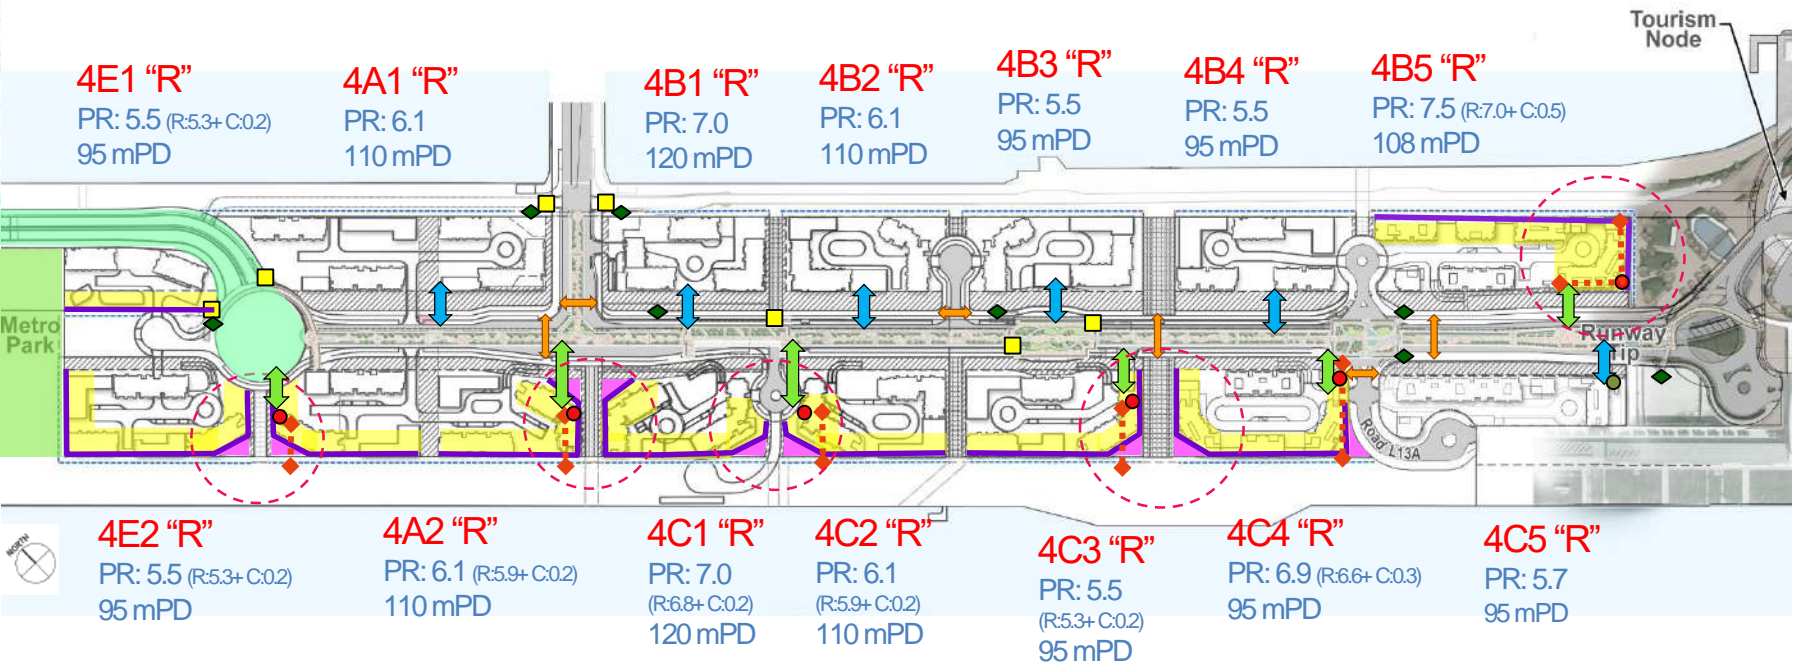 Tourism
Node
4E1 “R”
PR: 5.5 (R:5.3+ C:0.2)
95 mPD
4A1 “R”
PR: 6.1
110 mPD
4B1 “R”
PR: 7.0
120 mPD
4B2 “R”
PR: 6.1
110 mPD
4B3 “R”
PR: 5.5
95 mPD
4B4 “R”
PR: 5.5
95 mPD
4B5 “R”
PR: 7.5 (R:7.0+ C:0.5)
108 mPD
Metro
Park
Runway
Tip
Road L13A
NORTH
4E2 “R”
PR: 5.5 (R:5.3+ C:0.2)
95 mPD
4A2 “R”
PR: 6.1 (R:5.9+ C:0.2)
110 mPD
4C1 “R”
PR: 7.0
(R:6.8+ C:0.2)
120 mPD
4C2 “R”
PR: 6.1
(R:5.9+ C:0.2)
110 mPD
4C3 “R”
PR: 5.5
(R:5.3+ C:0.2)
95 mPD
4C4 “R”
PR: 6.9 (R:6.6+ C:0.3)
95 mPD
4C5 “R”
PR: 5.7
95 mPD